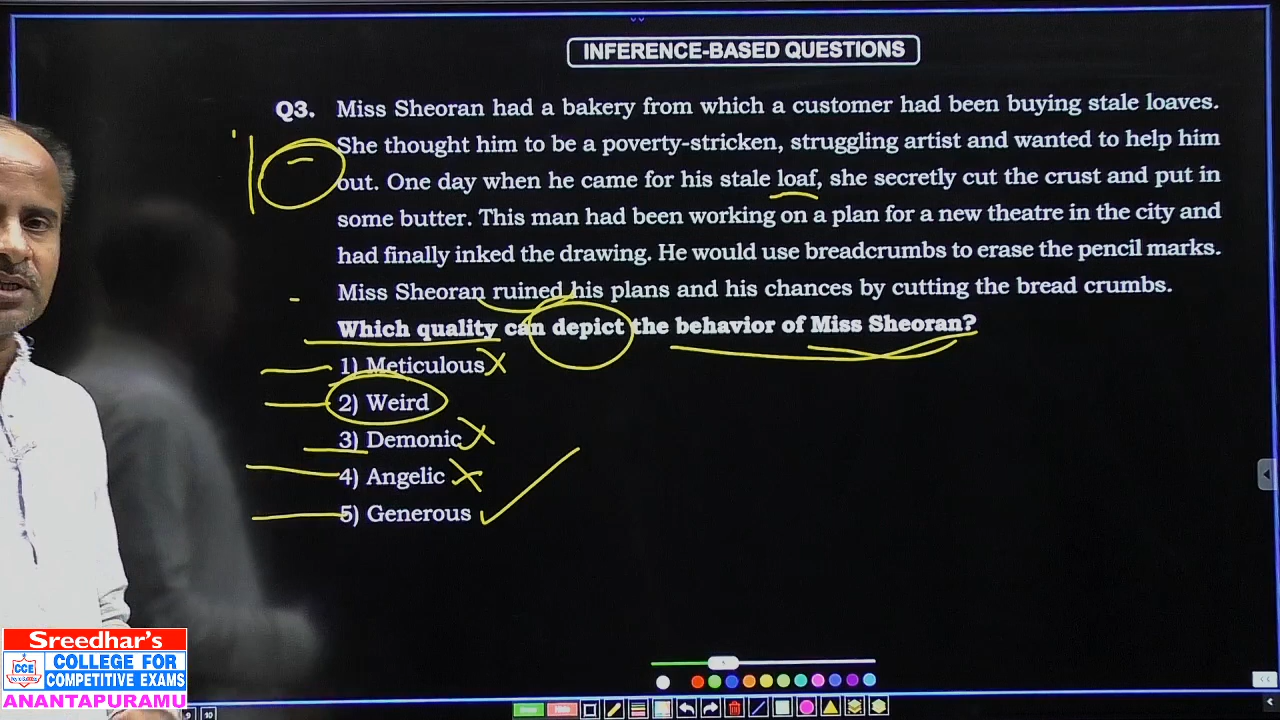 INFERENCE-BASED QUESTIONS
Q3. Miss Sheoran had a bakery from which a customer had been buying stale loaves.
She thought him to be a poverty-stricken, struggling artist and wanted to help him
out. One day when he came for his stale loaf, she secretly cut the crust and put in
some butter. This man had been working on a plan for a new theatre in the city and
had finally inked the drawing. He would use breadcrumbs to erase the pencil marks.
Miss Sheoran ruined his plans and his chances by cutting the bread crumbs.
Which quality can depict the behavior of Miss Sheoran?
1) Meticulous
2) Weird
3) Demonic
4) Angelic
5) Generous
Sreedhar's
CCE
COLLEGE FOR
COMPETITIVE EXAMS
ANANTAPURAMU
9 10